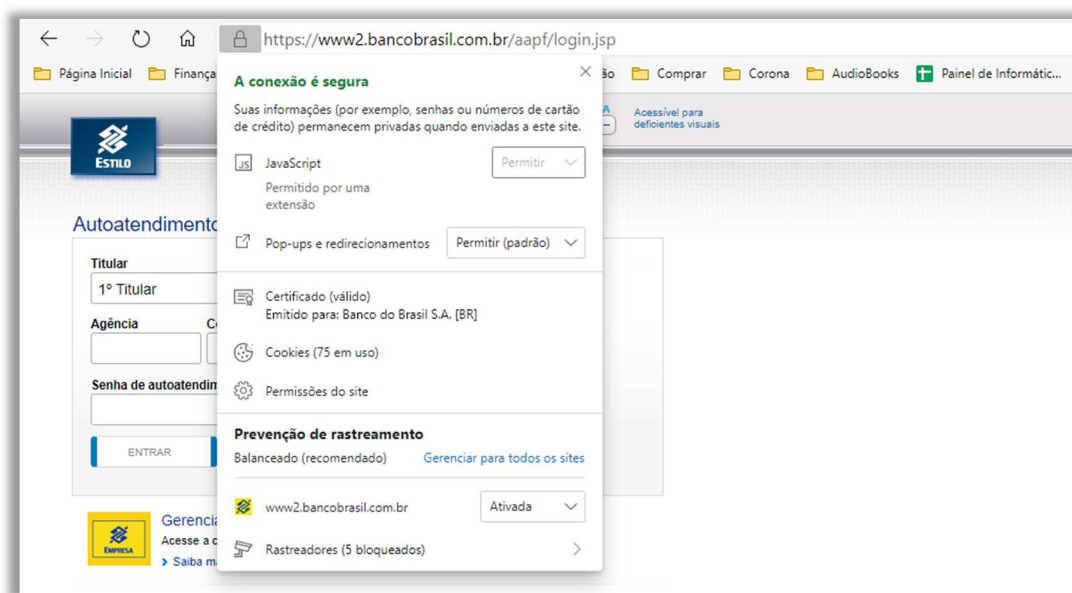 https://www2.bancobrasil.com.br/aapf/login.jsp
Página Inicial Finança ão Comprar Corona AudioBooks Painel de Informátic...
A conexão é segura
Suas informações (por exemplo, senhas ou números de cartão
de crédito) permanecem privadas quando enviadas a este site.
JS JavaScript Permitir
Permitido por uma
extensão
Pop-ups e redirecionamentos Permitir (padrão)
Certificado (válido)
Emitido para: Banco do Brasil S.A. [BR]
Cookies (75 em uso)
Permissões do site
Prevenção de rastreamento
Balanceado (recomendado) Gerenciar para todos os sites
www2.bancobrasil.com.br Ativada
Rastreadores (5 bloqueados)
A Acessível para
deficientes visuais
ESTILO
Autoatendimento
Titular
1º Titular
Agência C
Senha de autoatendim
ENTRAR
EMPRESA
Gerencia
Acesse a c
Saiba m